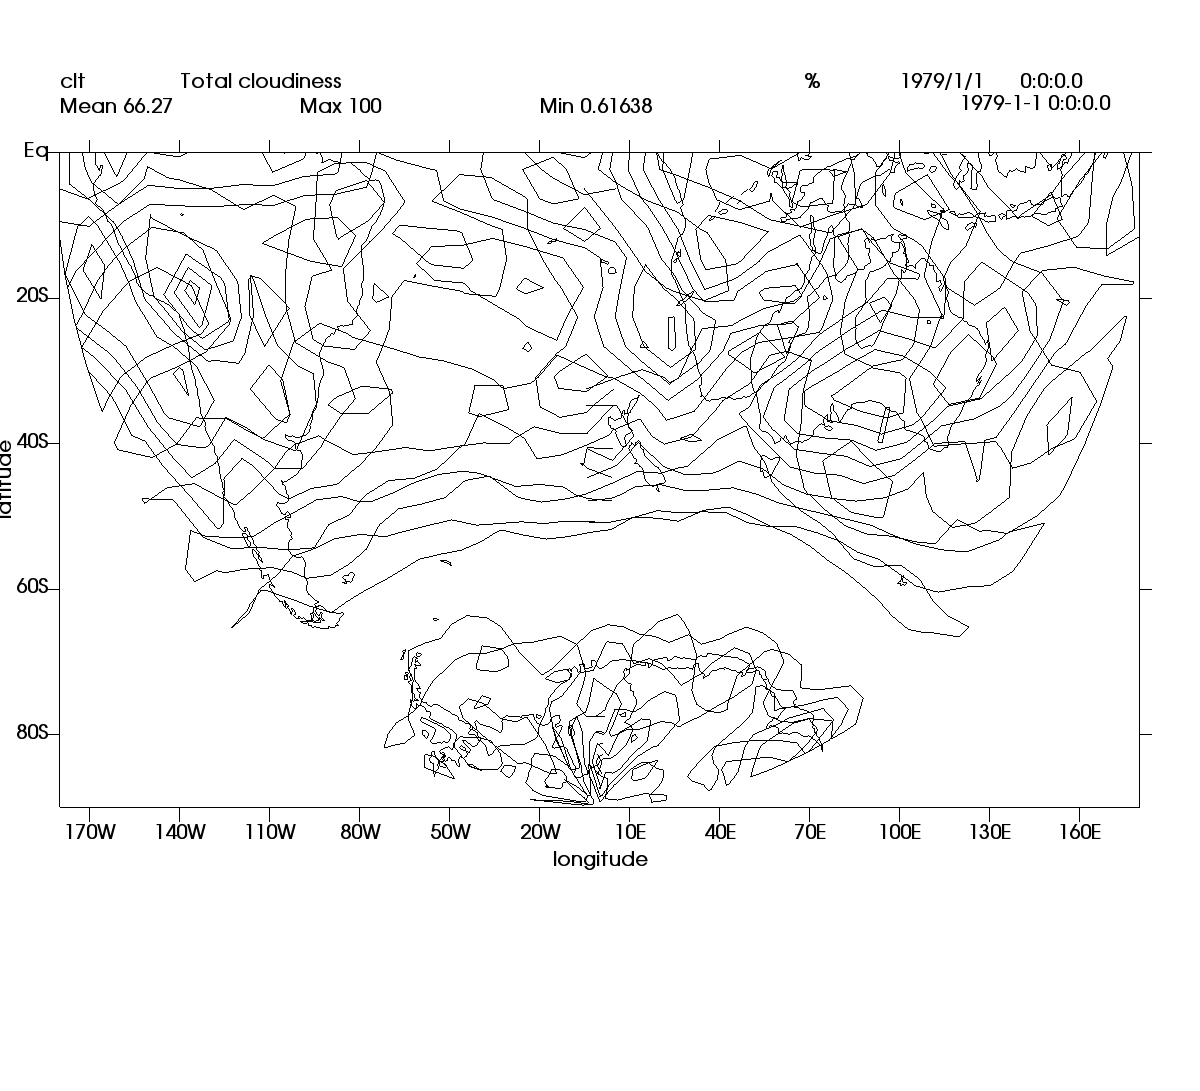 clt Total cloudiness % 1979/1/1 0:0:0.0
Mean 66.27 Max 100 Min 0.61638 1979-1-1 0:0:0.0
Eq
20S
40S
latitude
60S
80S
170W 140W 110W 80W 50W 20W 10E 40E 70E 100E 130E 160E
longitude